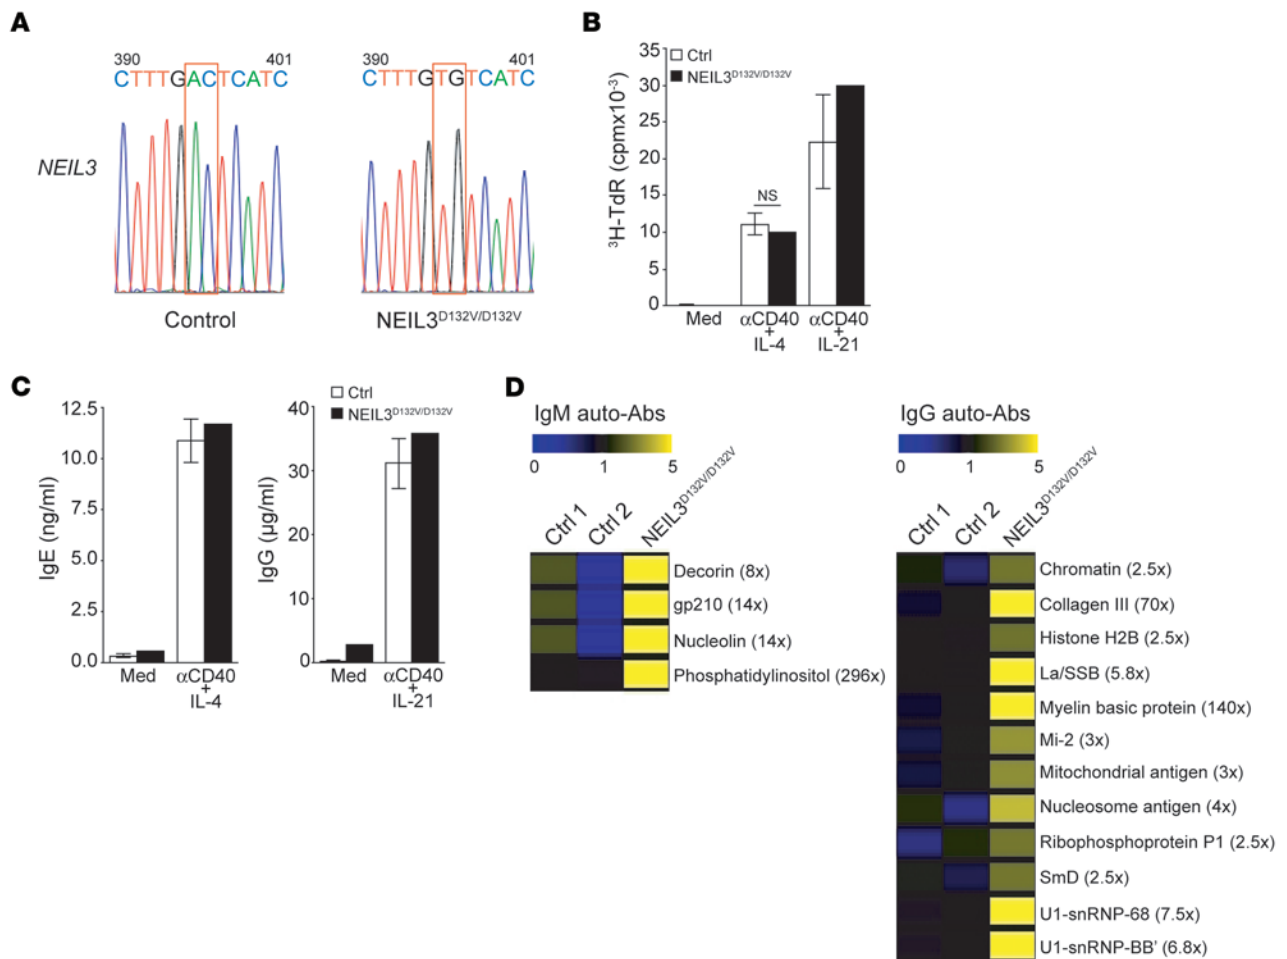 A
390 401
CTTTGACTCATC
390 401
CTTTGTGTCATC
NEIL3
Control
NEIL3D132V/D132V
B
35
30
25
20
15
10
5
0
³H-TdR (cpmx10⁻³)
Ctrl
NEIL3D132V/D132V
NS
Med
αCD40
+
IL-4
αCD40
+
IL-21
C
12.5
10.0
7.5
5.0
2.5
0.0
IgE (ng/ml)
Med
αCD40
+
IL-4
40
30
20
10
0
IgG (µg/ml)
Ctrl
NEIL3D132V/D132V
Med
αCD40
+
IL-21
D
IgM auto-Abs
0 1 5
Ctrl 1
Ctrl 2
NEIL3D132V/D132V
Decorin (8x)
gp210 (14x)
Nucleolin (14x)
Phosphatidylinositol (296x)
IgG auto-Abs
0 1 5
Ctrl 1
Ctrl 2
NEIL3D132V/D132V
Chromatin (2.5x)
Collagen III (70x)
Histone H2B (2.5x)
La/SSB (5.8x)
Myelin basic protein (140x)
Mi-2 (3x)
Mitochondrial antigen (3x)
Nucleosome antigen (4x)
Ribophosphoprotein P1 (2.5x)
SmD (2.5x)
U1-snRNP-68 (7.5x)
U1-snRNP-BB' (6.8x)